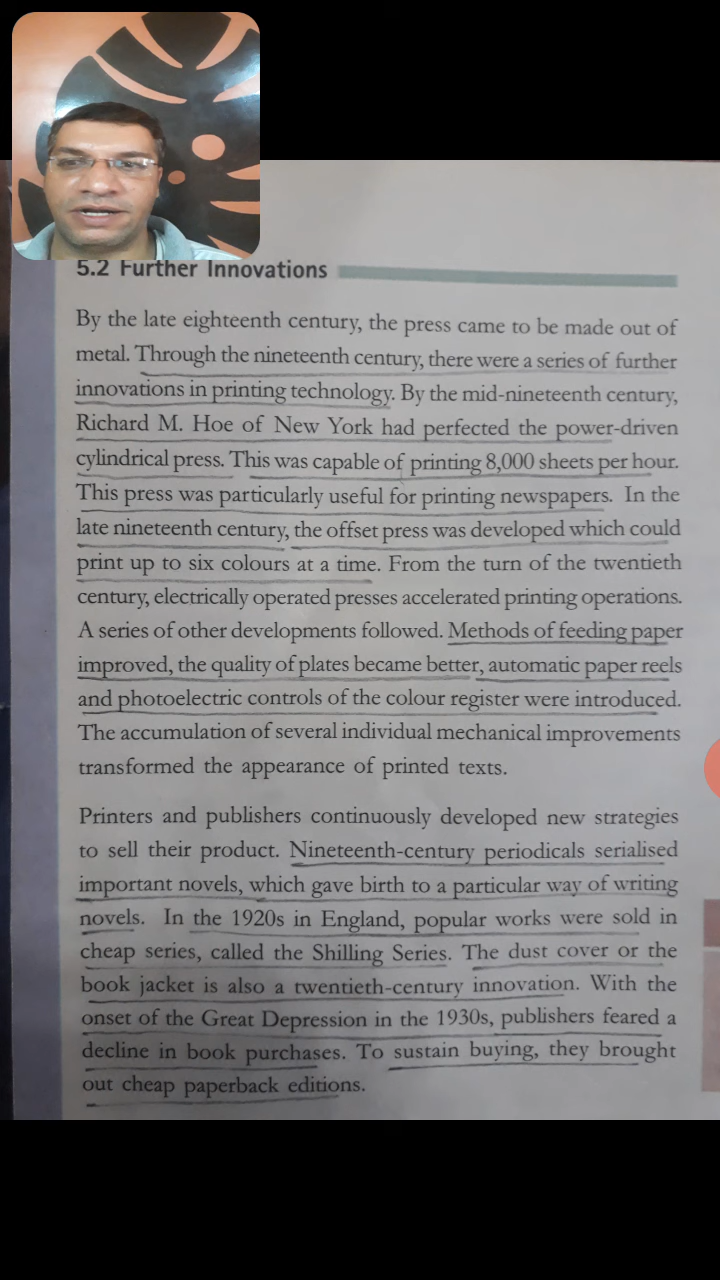 5.2 Further Innovations
By the late eighteenth century, the press came to be made out of
metal. Through the nineteenth century, there were a series of further
innovations in printing technology. By the mid-nineteenth century,
Richard M. Hoe of New York had perfected the power-driven
cylindrical press. This was capable of printing 8,000 sheets per hour.
This press was particularly useful for printing newspapers. In the
late nineteenth century, the offset press was developed which could
print up to six colours at a time. From the turn of the twentieth
century, electrically operated presses accelerated printing operations.
A series of other developments followed. Methods of feeding paper
improved, the quality of plates became better, automatic paper reels
and photoelectric controls of the colour register were introduced.
The accumulation of several individual mechanical improvements
transformed the appearance of printed texts.
Printers and publishers continuously developed new strategies
to sell their product. Nineteenth-century periodicals serialised
important novels, which gave birth to a particular way of writing
novels. In the 1920s in England, popular works were sold in
cheap series, called the Shilling Series. The dust cover or the
book jacket is also a twentieth-century innovation. With the
onset of the Great Depression in the 1930s, publishers feared a
decline in book purchases. To sustain buying, they brought
out cheap paperback editions.